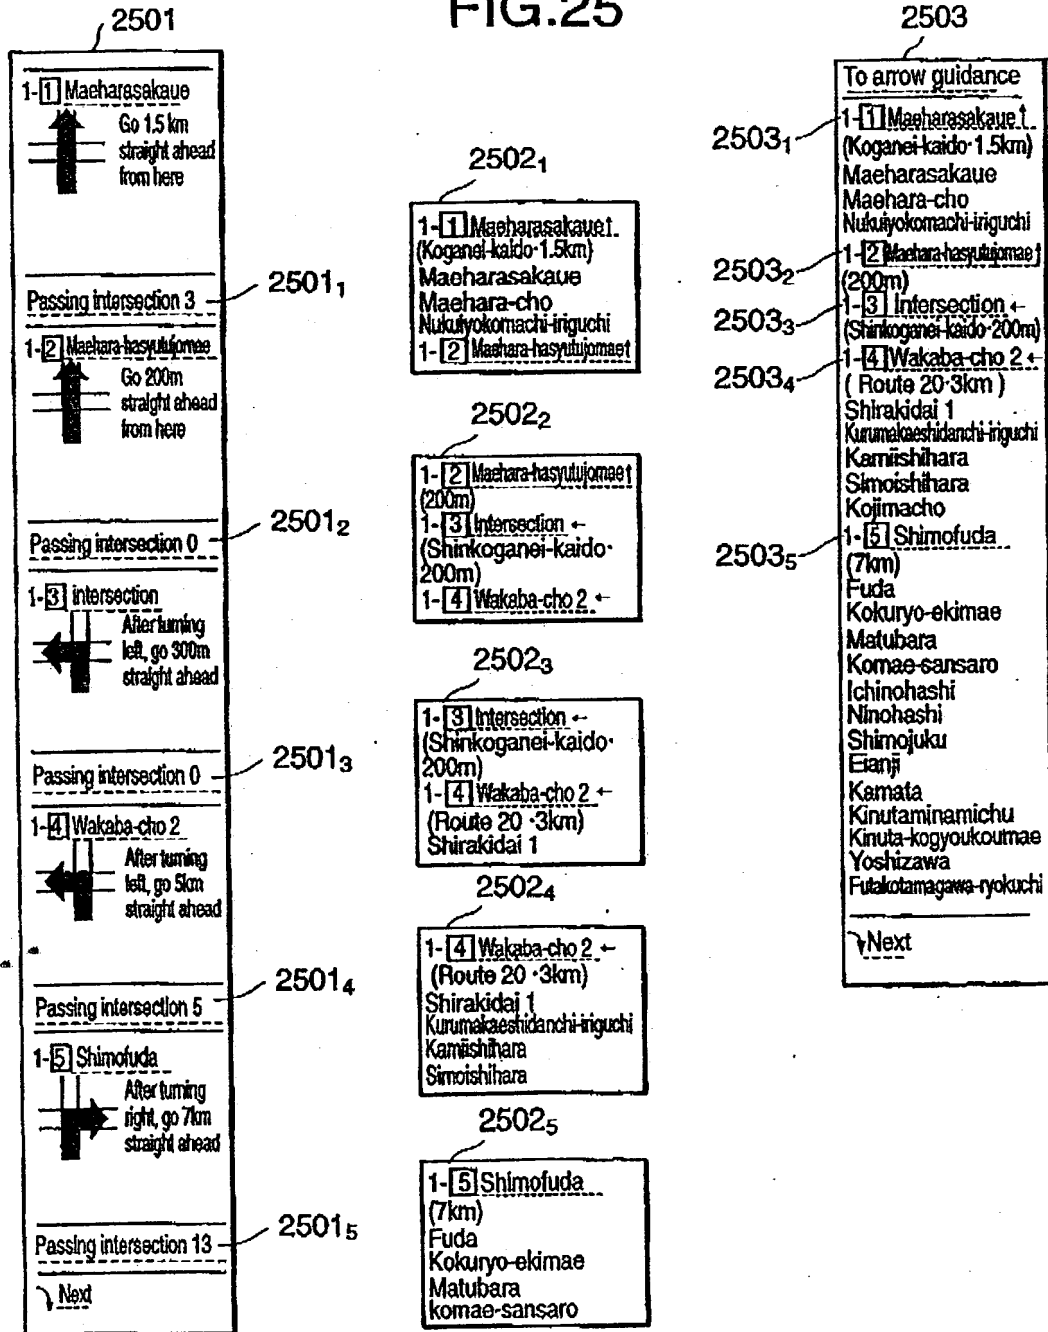 FIG.25
2501
1-1 Maeharasakaue
Go 1.5 km
straight ahead
from here
Passing intersection 3
2501₁
1-2 Maehara-hasyutujomae
Go 200m
straight ahead
from here
Passing intersection 0
2501₂
1-3 intersection
After turning
left, go 300m
straight ahead
Passing intersection 0
2501₃
1-4 Wakaba-cho 2
After turning
left, go 5km
straight ahead
Passing intersection 5
2501₄
1-5 Shimofuda
After turning
right, go 7km
straight ahead
Passing intersection 13
2501₅
Next
2502₁
1-1 Maeharasakaue↑
(Koganei-kaido·1.5km)
Maeharasakaue
Maehara-cho
Nukuiyokomachi-iriguchi
1-2 Maehara-hasyutujomae↑
2502₂
1-2 Maehara-hasyutujomae↑
(200m)
1-3 Intersection ←
(Shinkoganei-kaido·
200m)
1-4 Wakaba-cho 2 ←
2502₃
1-3 Intersection ←
(Shinkoganei-kaido·
200m)
1-4 Wakaba-cho 2 ←
(Route 20 ·3km)
Shirakidai 1
2502₄
1-4 Wakaba-cho 2 ←
(Route 20 ·3km)
Shirakidai 1
Kurumakaeshidanchi-iriguchi
Kamiishihara
Simoishihara
2502₅
1-5 Shimofuda
(7km)
Fuda
Kokuryo-ekimae
Matubara
komae-sansaro
2503
To arrow guidance
2503₁
1-1 Maeharasakaue↑
(Koganei-kaido·1.5km)
Maeharasakaue
Maehara-cho
Nukuiyokomachi-iriguchi
2503₂
1-2 Maehara-hasyutujomae↑
(200m)
2503₃
1-3 Intersection ←
(Shinkoganei-kaido·200m)
2503₄
1-4 Wakaba-cho 2 ←
( Route 20·3km )
Shirakidai 1
Kurumakaeshidanchi-iriguchi
Kamiishihara
Simoishihara
Kojimacho
2503₅
1-5 Shimofuda
(7km)
Fuda
Kokuryo-ekimae
Matubara
Komae-sansaro
Ichinohashi
Ninohashi
Shimojuku
Eianji
Kamata
Kinutaminamichu
Kinuta-kogyoukoumae
Yoshizawa
Futakotamagawa-ryokuchi
Next